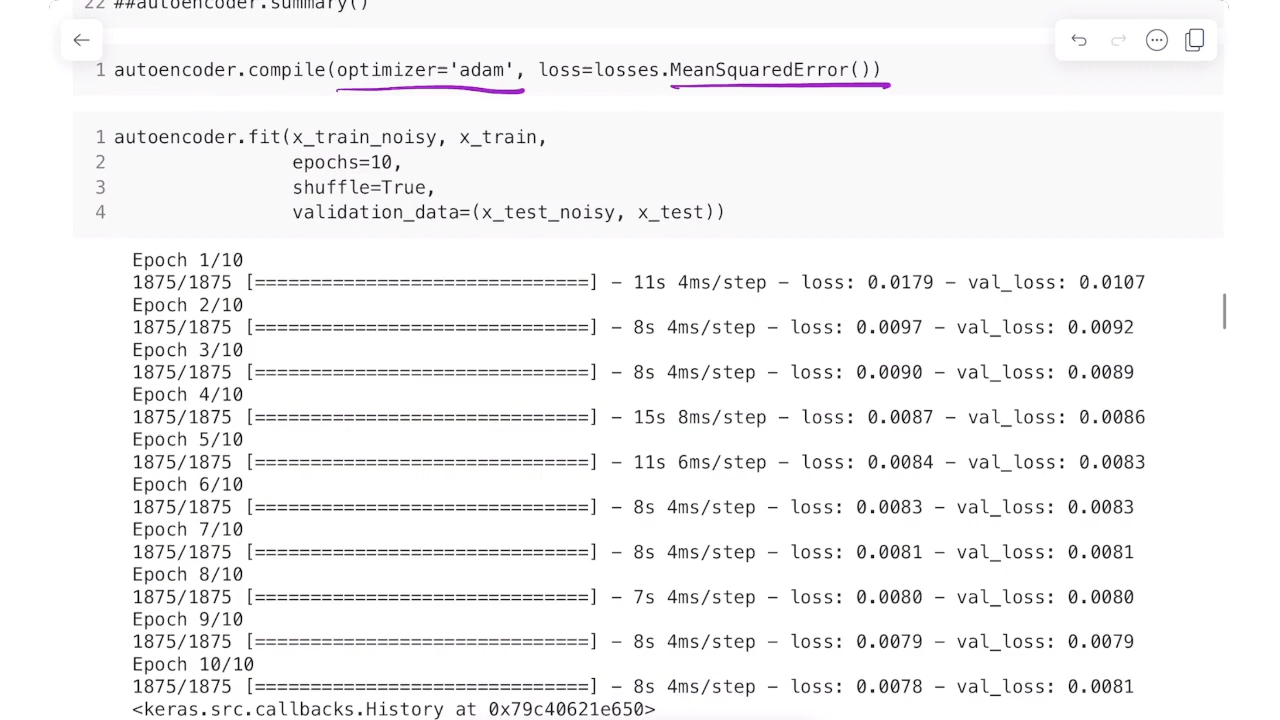 22 ##autoencoder.summary()
1 autoencoder.compile(optimizer='adam', loss=losses.MeanSquaredError())
1 autoencoder.fit(x_train_noisy, x_train,
2 epochs=10,
3 shuffle=True,
4 validation_data=(x_test_noisy, x_test))
Epoch 1/10
1875/1875 [==============================] – 11s 4ms/step – loss: 0.0179 – val_loss: 0.0107
Epoch 2/10
1875/1875 [==============================] – 8s 4ms/step – loss: 0.0097 – val_loss: 0.0092
Epoch 3/10
1875/1875 [==============================] – 8s 4ms/step – loss: 0.0090 – val_loss: 0.0089
Epoch 4/10
1875/1875 [==============================] – 15s 8ms/step – loss: 0.0087 – val_loss: 0.0086
Epoch 5/10
1875/1875 [==============================] – 11s 6ms/step – loss: 0.0084 – val_loss: 0.0083
Epoch 6/10
1875/1875 [==============================] – 8s 4ms/step – loss: 0.0083 – val_loss: 0.0083
Epoch 7/10
1875/1875 [==============================] – 8s 4ms/step – loss: 0.0081 – val_loss: 0.0081
Epoch 8/10
1875/1875 [==============================] – 7s 4ms/step – loss: 0.0080 – val_loss: 0.0080
Epoch 9/10
1875/1875 [==============================] – 8s 4ms/step – loss: 0.0079 – val_loss: 0.0079
Epoch 10/10
1875/1875 [==============================] – 8s 4ms/step – loss: 0.0078 – val_loss: 0.0081
<keras.src.callbacks.History at 0x79c40621e650>